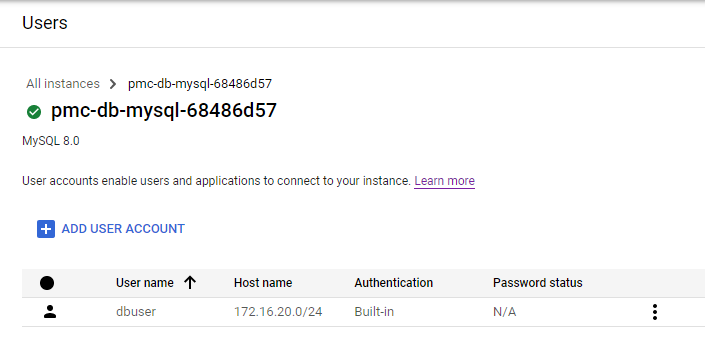 Users
All instances > pmc-db-mysql-68486d57
pmc-db-mysql-68486d57
MySQL 8.0
User accounts enable users and applications to connect to your instance. Learn more
ADD USER ACCOUNT
User name Host name Authentication Password status
dbuser 172.16.20.0/24 Built-in N/A